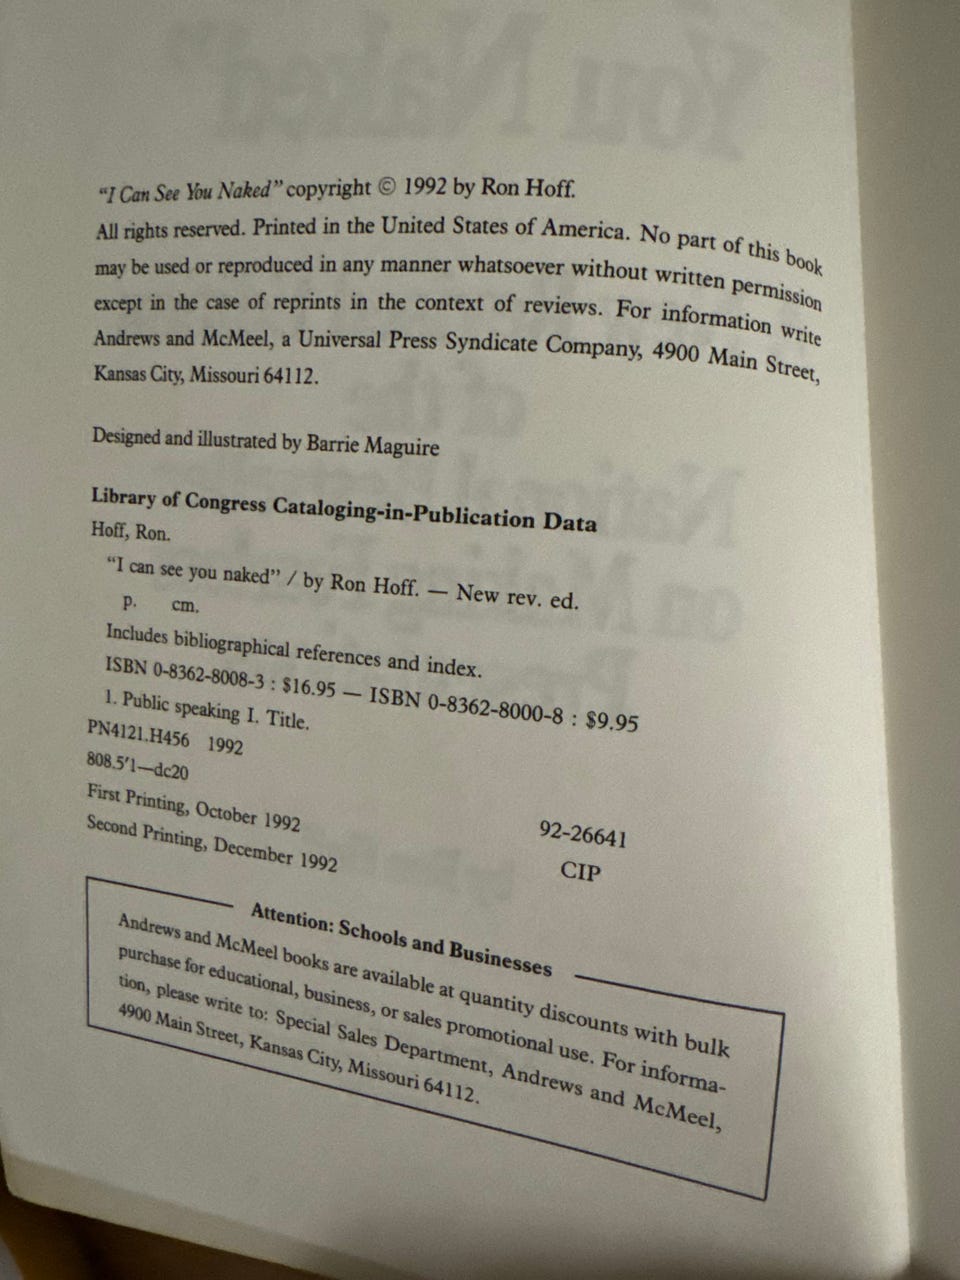 "I Can See You Naked" copyright © 1992 by Ron Hoff.
All rights reserved. Printed in the United States of America. No part of this book
may be used or reproduced in any manner whatsoever without written permission
except in the case of reprints in the context of reviews. For information write
Andrews and McMeel, a Universal Press Syndicate Company, 4900 Main Street,
Kansas City, Missouri 64112.
Designed and illustrated by Barrie Maguire
Library of Congress Cataloging-in-Publication Data
Hoff, Ron.
"I can see you naked" / by Ron Hoff. — New rev. ed.
p. cm.
Includes bibliographical references and index.
ISBN 0-8362-8008-3 : $16.95 — ISBN 0-8362-8000-8 : $9.95
1. Public speaking I. Title.
PN4121.H456 1992
808.5'1—dc20
92-26641
CIP
First Printing, October 1992
Second Printing, December 1992
Attention: Schools and Businesses
Andrews and McMeel books are available at quantity discounts with bulk
purchase for educational, business, or sales promotional use. For informa-
tion, please write to: Special Sales Department, Andrews and McMeel,
4900 Main Street, Kansas City, Missouri 64112.